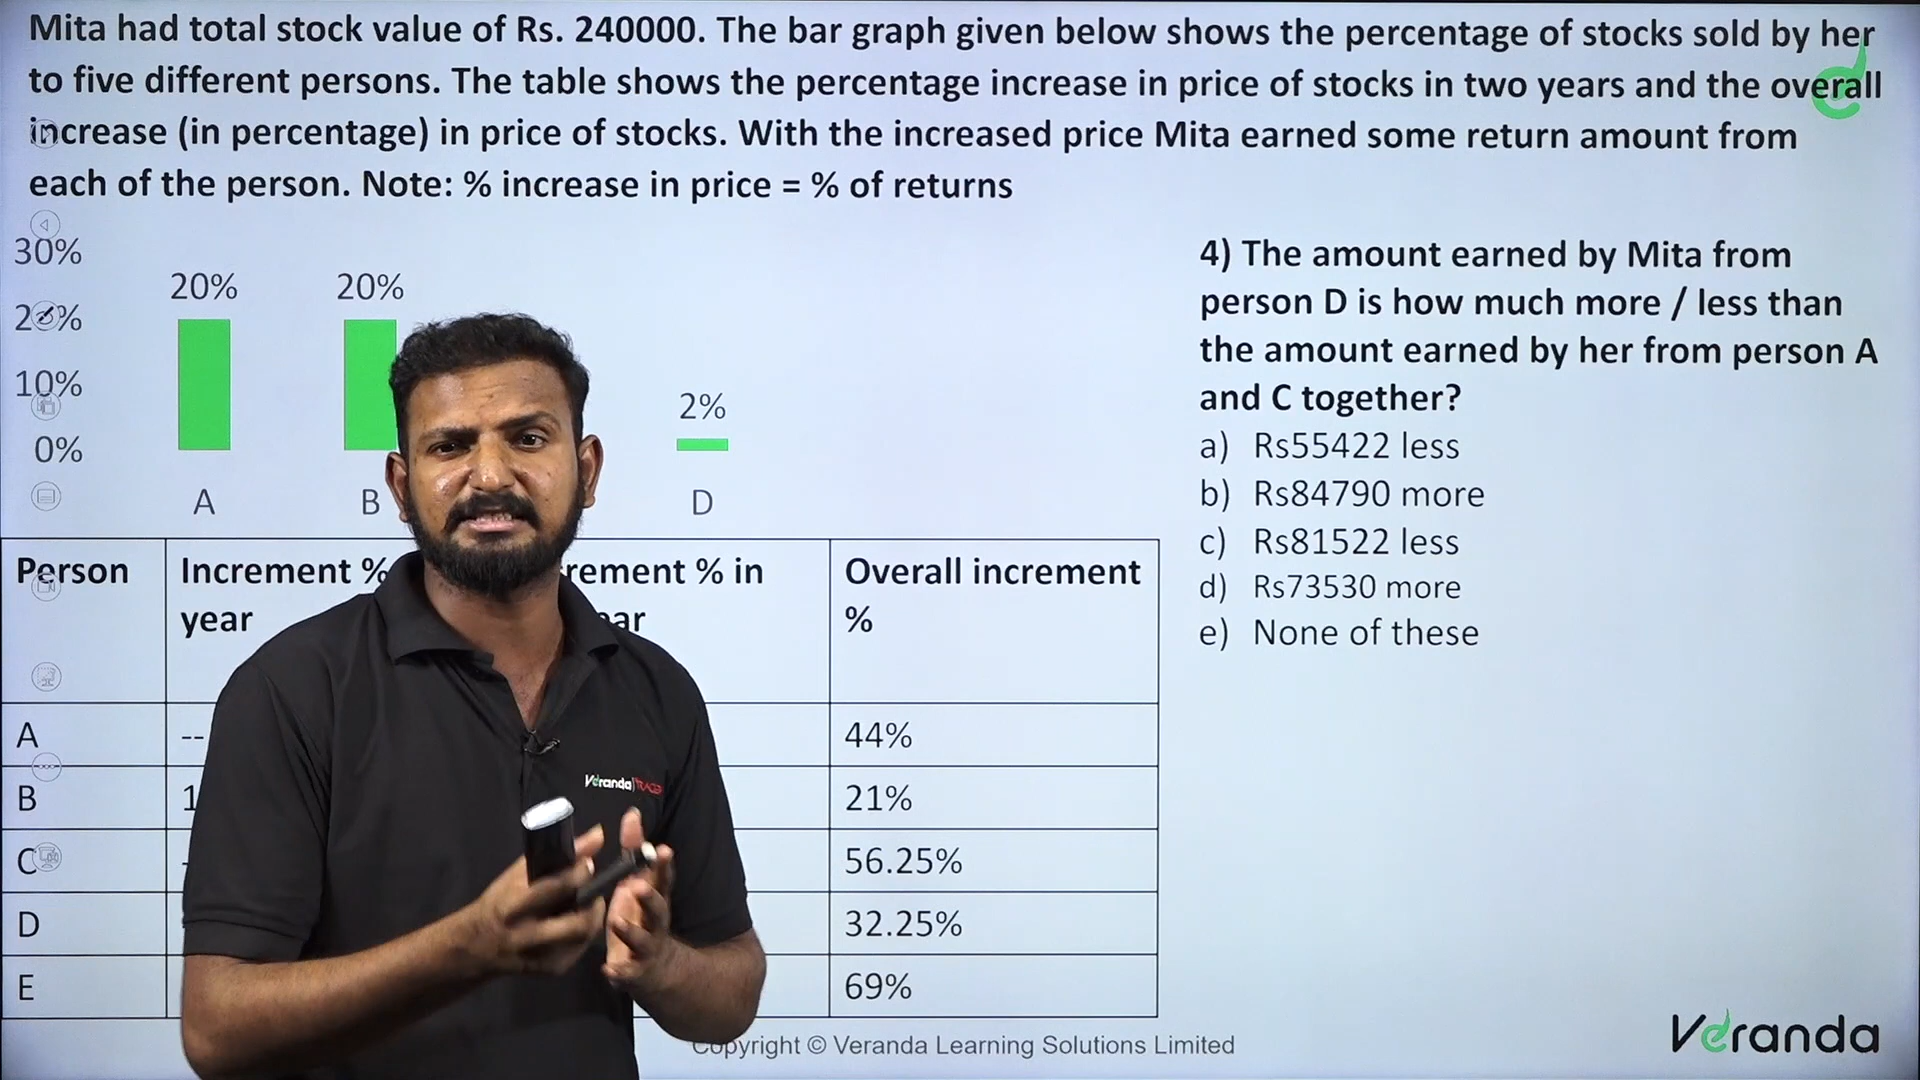 Mita had total stock value of Rs. 240000. The bar graph given below shows the percentage of stocks sold by her
to five different persons. The table shows the percentage increase in price of stocks in two years and the overall
increase (in percentage) in price of stocks. With the increased price Mita earned some return amount from
each of the person. Note: % increase in price = % of returns
30%
20% 20%
20%
10%
2%
0%
A B D
4) The amount earned by Mita from
person D is how much more / less than
the amount earned by her from person A
and C together?
a) Rs55422 less
b) Rs84790 more
c) Rs81522 less
d) Rs73530 more
e) None of these
Person Increment % % in Overall increment
year %
A -- 44%
B 1 21%
C 56.25%
D 32.25%
E 69%
Veranda RACE
Copyright © Veranda Learning Solutions Limited
Veranda